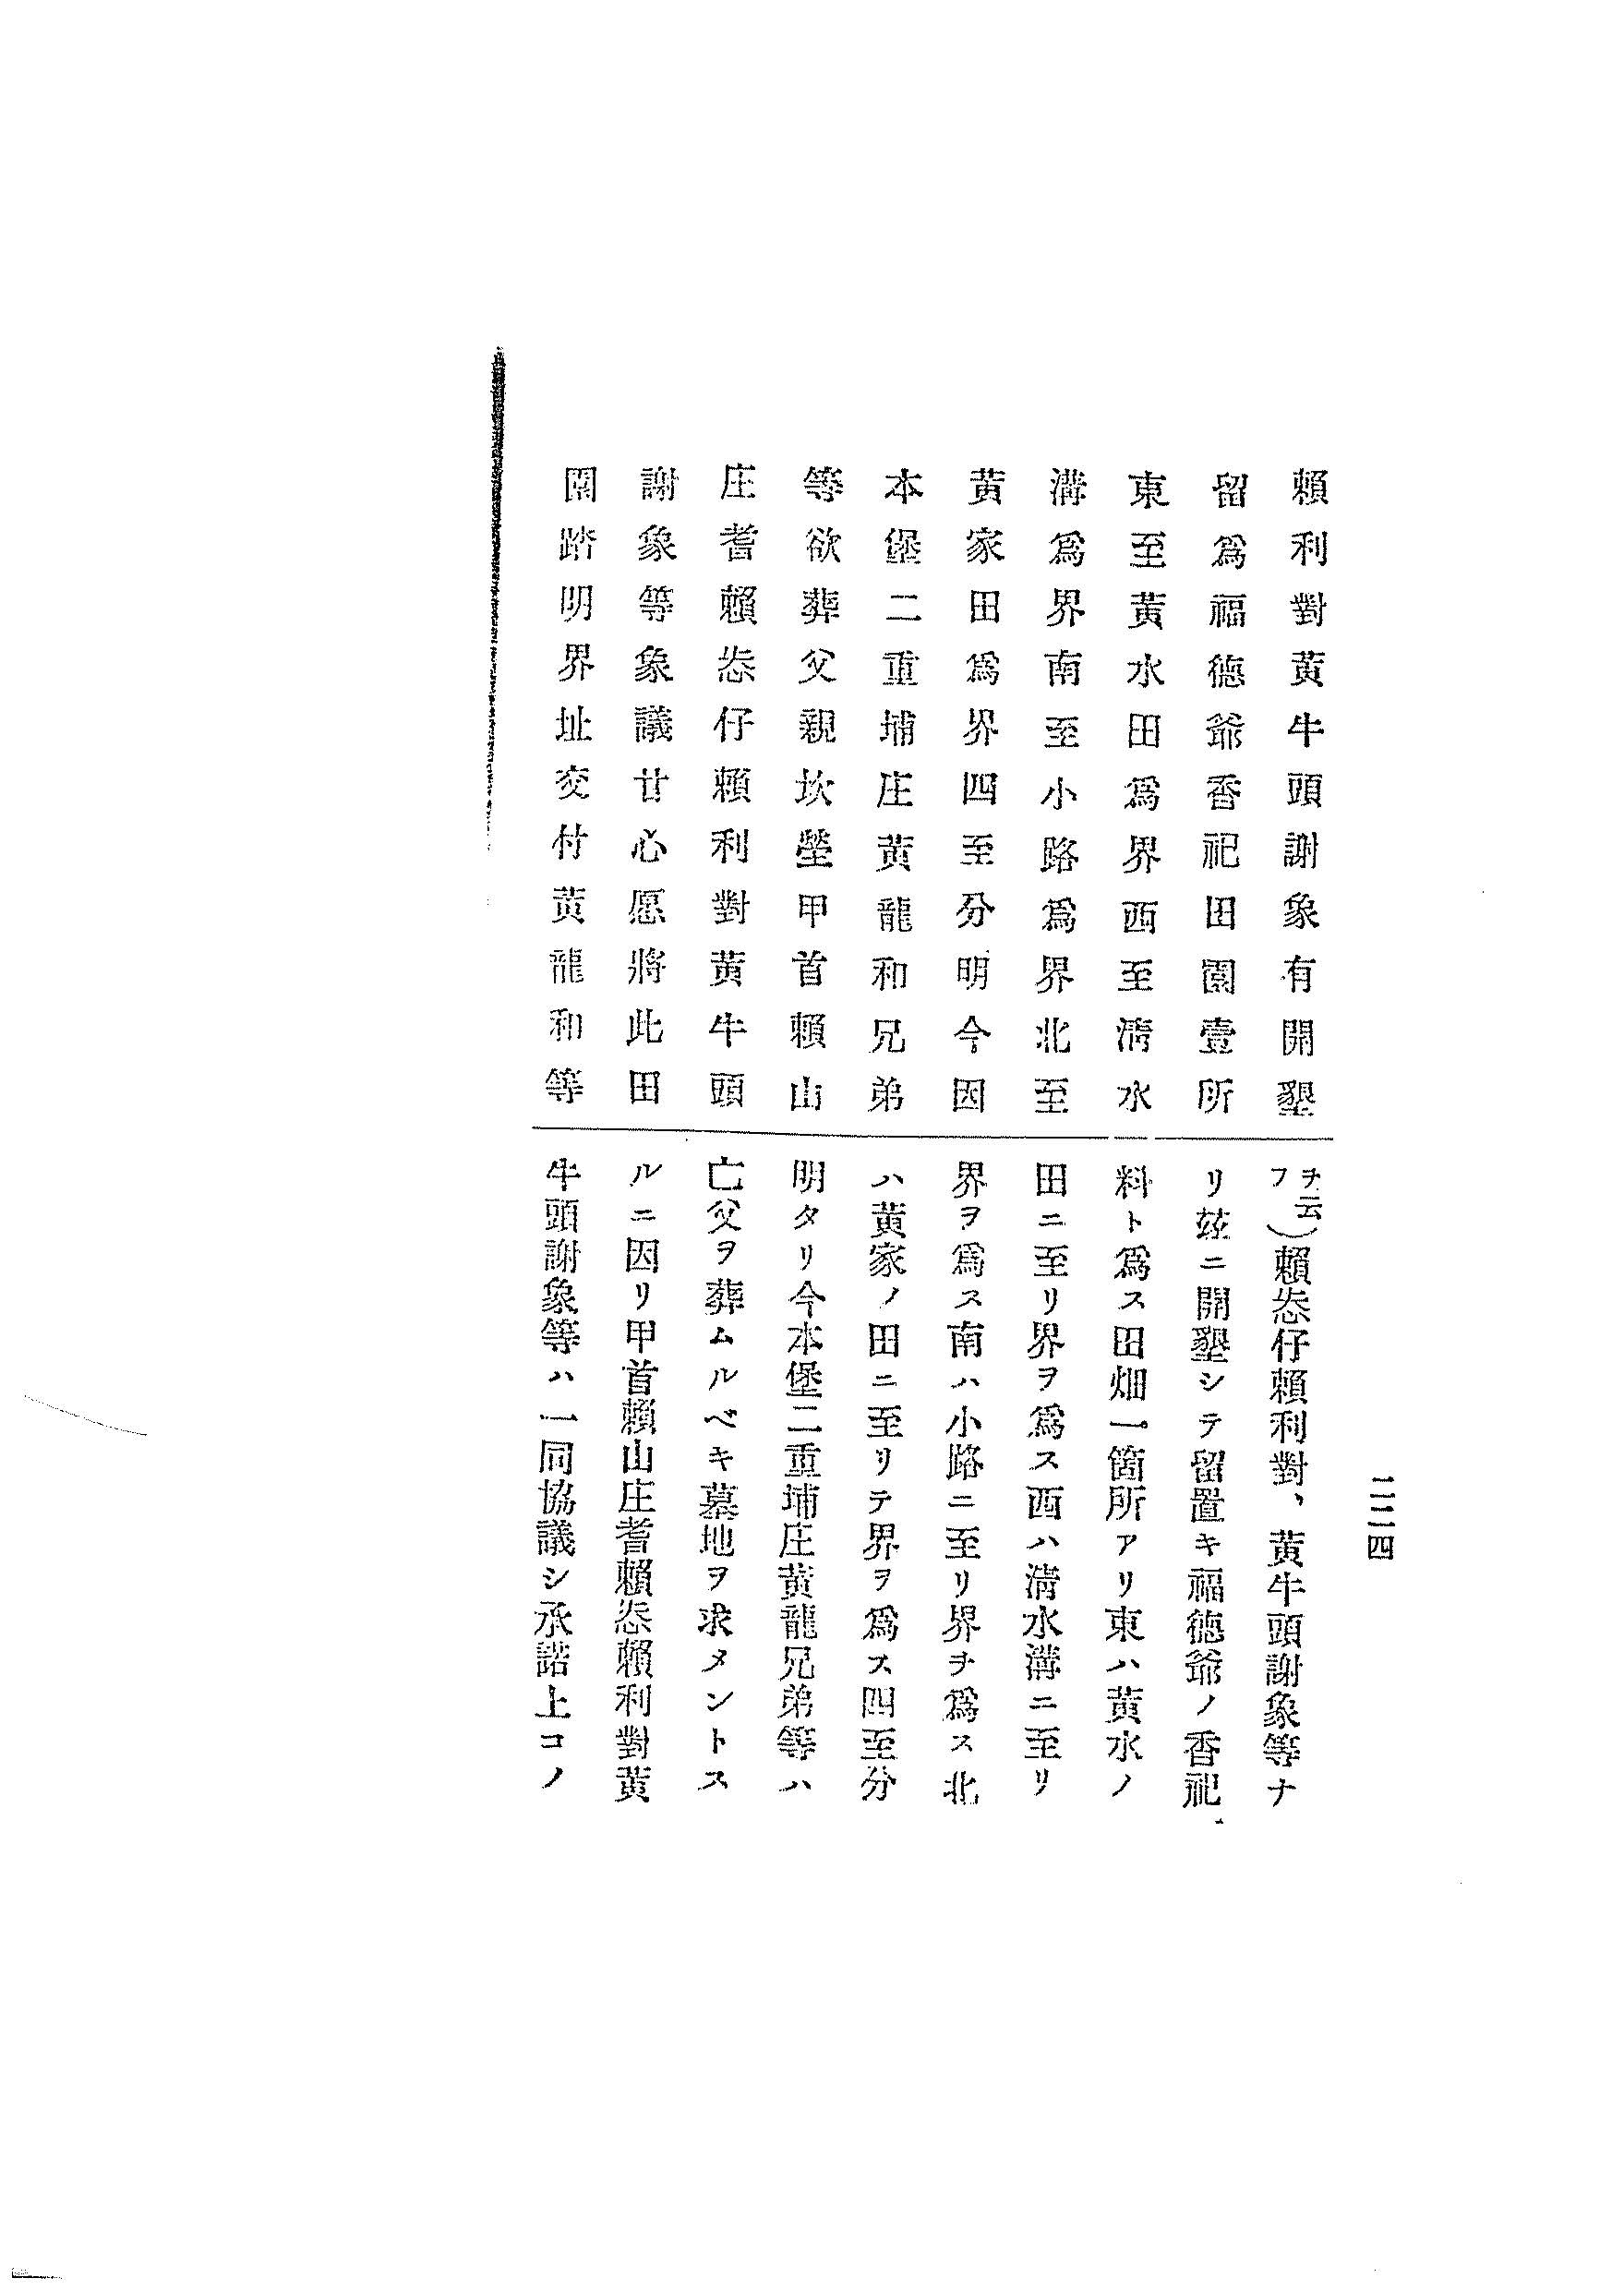 二二四
賴利對黃牛頭謝象有開墾
留爲福德爺香祀田園壹所
東至黃水田爲界西至淸水
溝爲界南至小路爲界北至
黃家田爲界四至分明今因
本堡二重埔庄黃龍和兄弟
等欲葬父親坎塋甲首賴山
庄耆賴怣仔賴利對黃牛頭
謝象等象議甘心愿將此田
園踏明界址交付黃龍和等
ヲ云フ)賴怣仔賴利對、黃牛頭謝象等ナ
リ玆ニ開墾シテ留置キ福德爺ノ香祀
料ト爲ス田畑一箇所アリ東ハ黃水ノ
田ニ至リ界ヲ爲ス西ハ淸水溝ニ至リ
界ヲ爲ス南ハ小路ニ至リ界ヲ爲ス北
ハ黃家ノ田ニ至リテ界ヲ爲ス四至分
明タリ今本堡二重埔庄黃龍兄弟等ハ
亡父ヲ葬ムルベキ墓地ヲ求メントス
ルニ因リ甲首賴山庄耆賴怣賴利對黃
牛頭謝象等ハ一同協議シ承諾上コノ